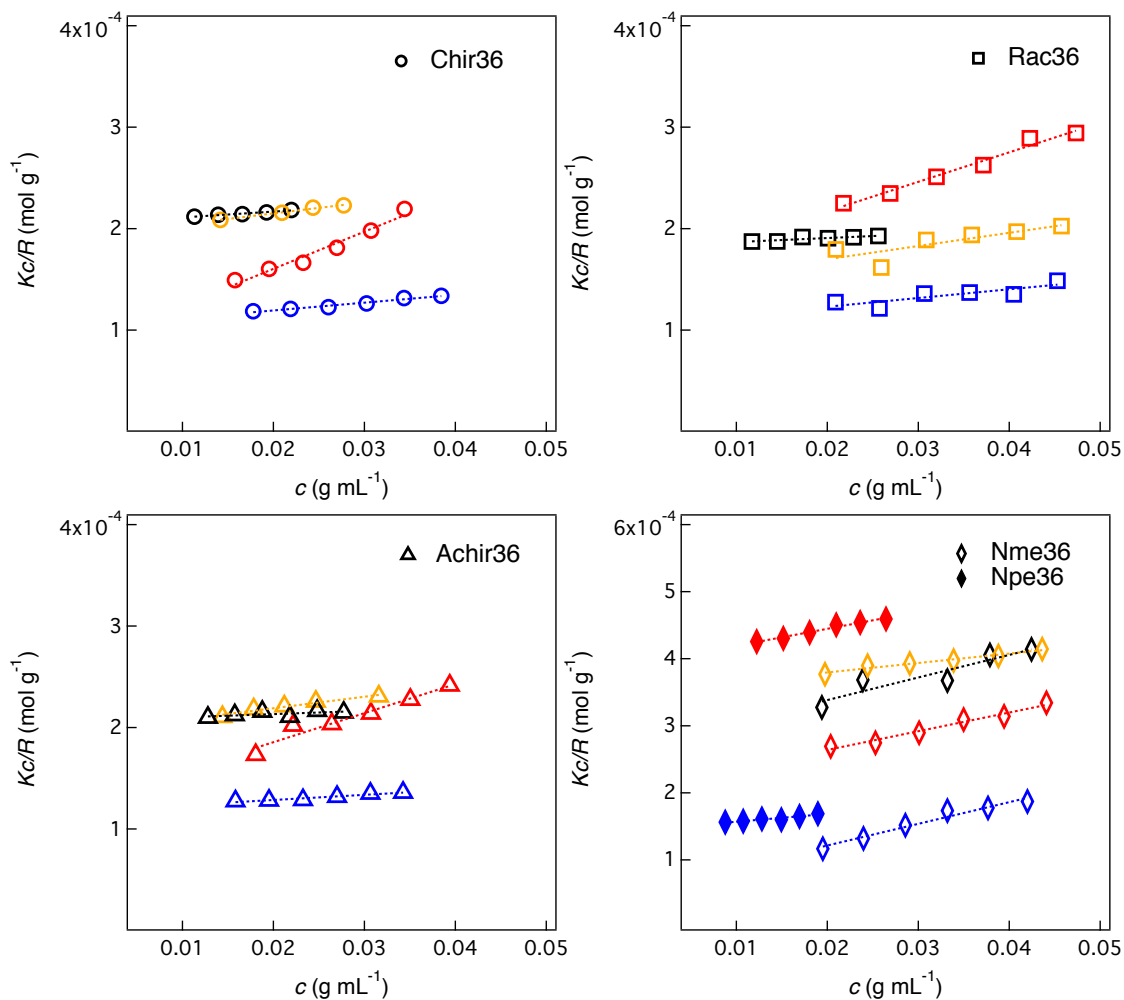 4x10⁻⁴
3
2
1
Kc/R (mol g⁻¹)
0.01 0.02 0.03 0.04 0.05
c (g mL⁻¹)
Chir36
4x10⁻⁴
3
2
1
Kc/R (mol g⁻¹)
0.01 0.02 0.03 0.04 0.05
c (g mL⁻¹)
Rac36
4x10⁻⁴
3
2
1
Kc/R (mol g⁻¹)
0.01 0.02 0.03 0.04 0.05
c (g mL⁻¹)
Achir36
6x10⁻⁴
5
4
3
2
1
Kc/R (mol g⁻¹)
0.01 0.02 0.03 0.04 0.05
c (g mL⁻¹)
Nme36
Npe36